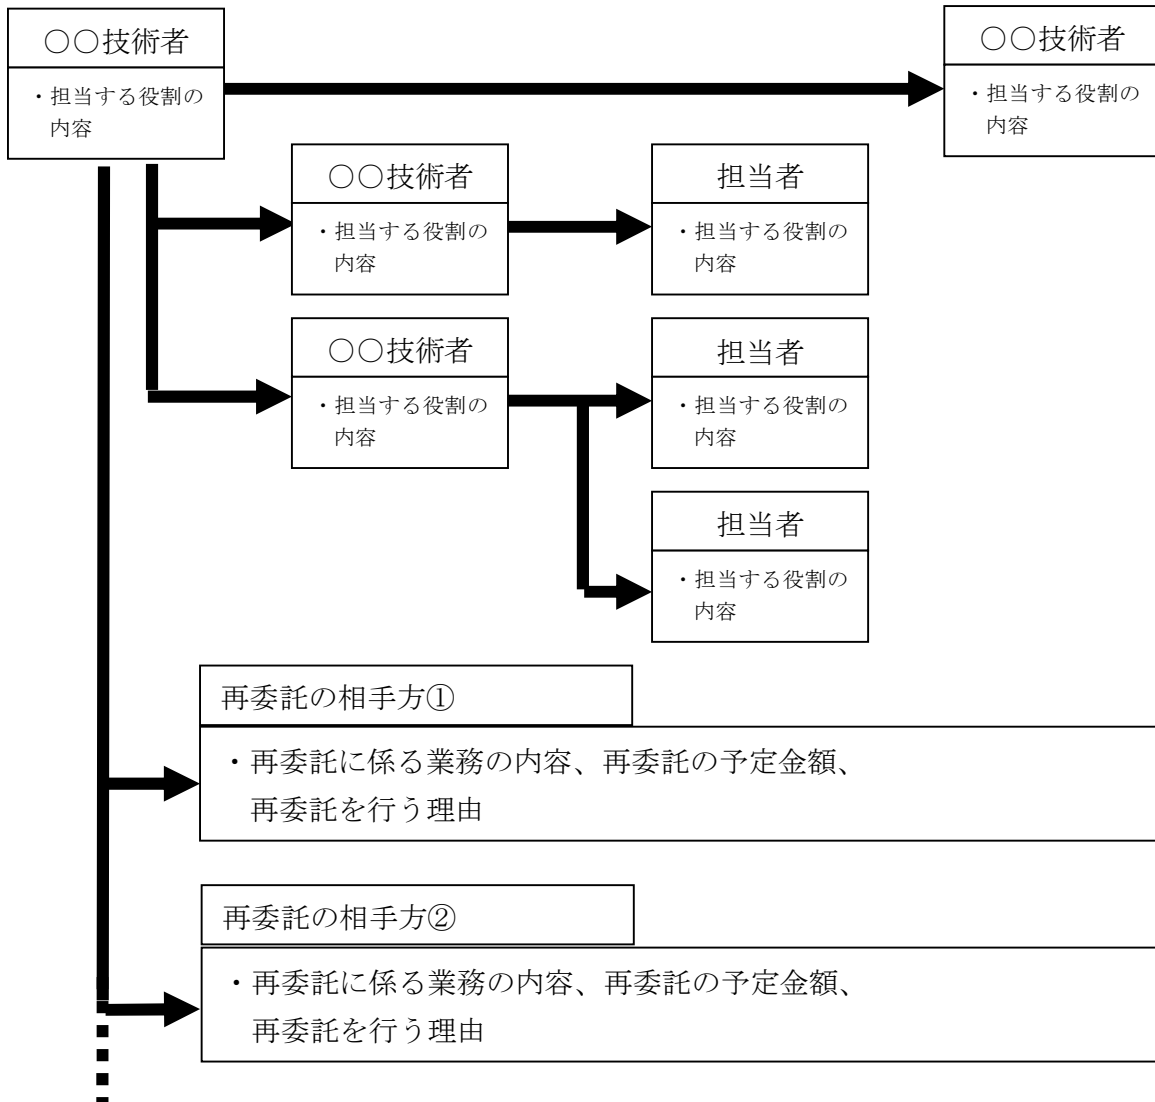 ○○技術者
・担当する役割の
内容
○○技術者
・担当する役割の
内容
○○技術者
・担当する役割の
内容
担当者
・担当する役割の
内容
○○技術者
・担当する役割の
内容
担当者
・担当する役割の
内容
担当者
・担当する役割の
内容
再委託の相手方①
・再委託に係る業務の内容、再委託の予定金額、
再委託を行う理由
再委託の相手方②
・再委託に係る業務の内容、再委託の予定金額、
再委託を行う理由